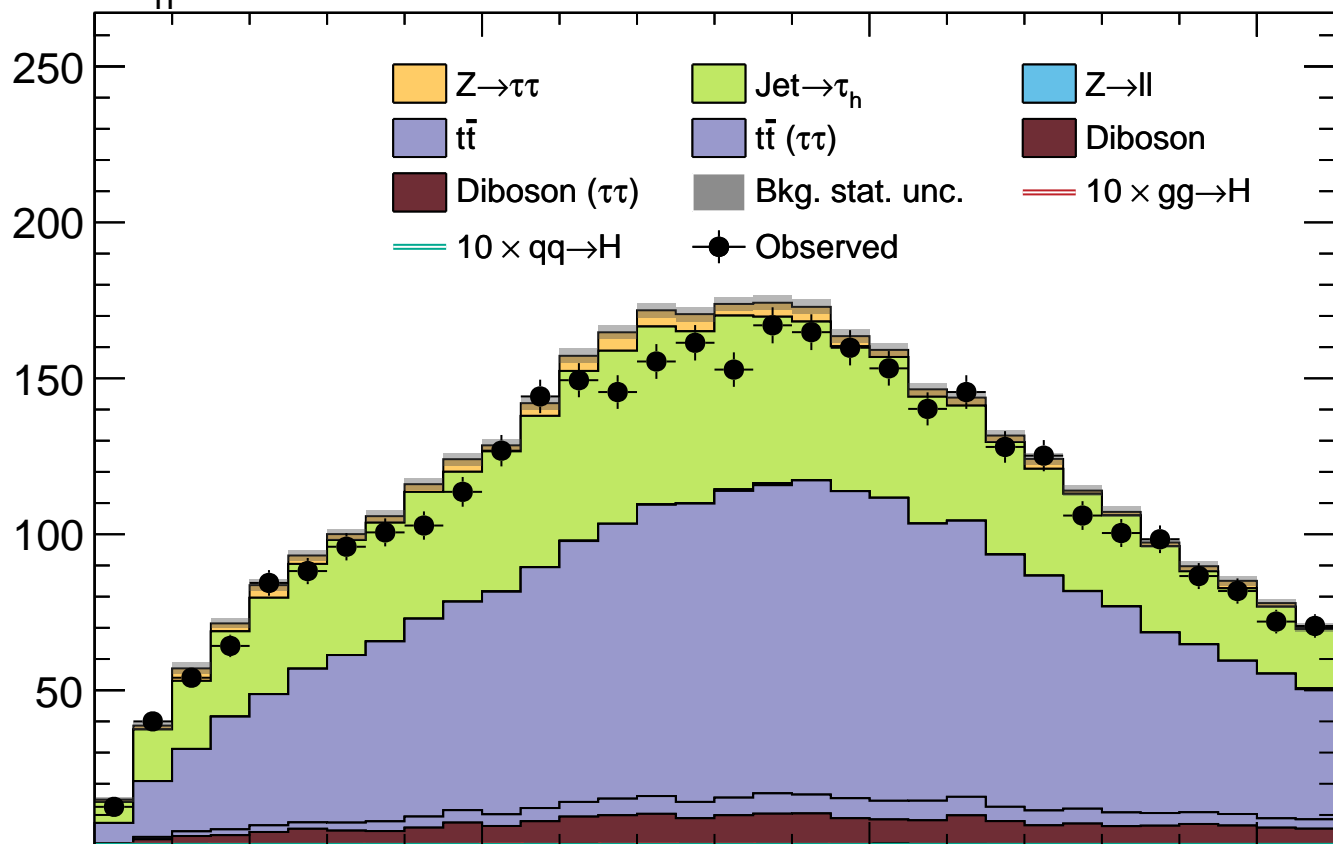 250
Z→ττ Jet→τh Z→ll
tt̄ tt̄ (ττ) Diboson
Diboson (ττ) Bkg. stat. unc. 10 × gg→H
200
10 × qq→H Observed
150
100
50